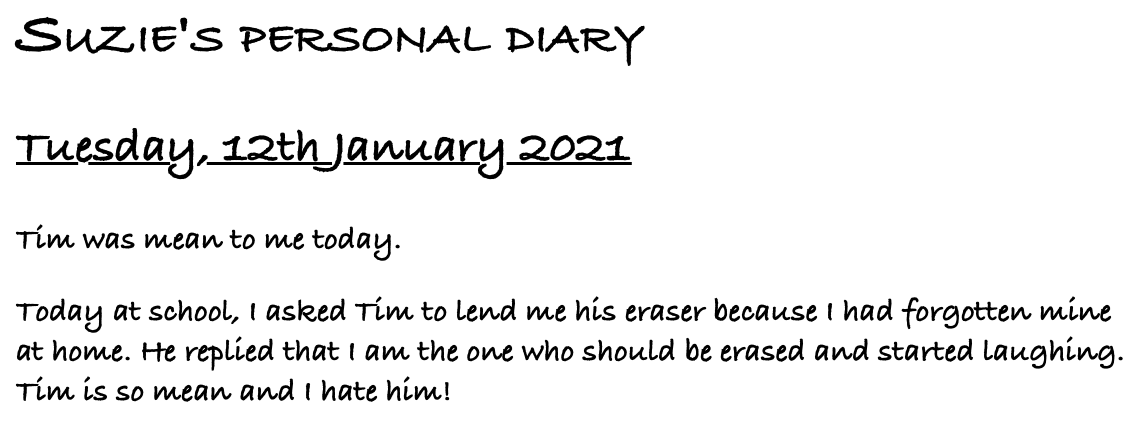 Suzie's personal diary
Tuesday, 12th January 2021
Tim was mean to me today.
Today at school, I asked Tim to lend me his eraser because I had forgotten mine
at home. He replied that I am the one who should be erased and started laughing.
Tim is so mean and I hate him!